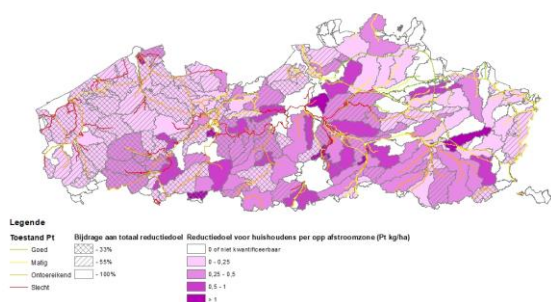 Legende
Toestand Pt
Goed
Matig
Ontoereikend
Slecht
Bijdrage aan totaal reductiedoel
- 33%
- 55%
- 100%
Reductiedoel voor huishoudens per opp afstroomzone (Pt kg/ha)
0 of niet kwantificeerbaar
0 - 0,25
0,25 - 0,5
0,5 - 1
> 1